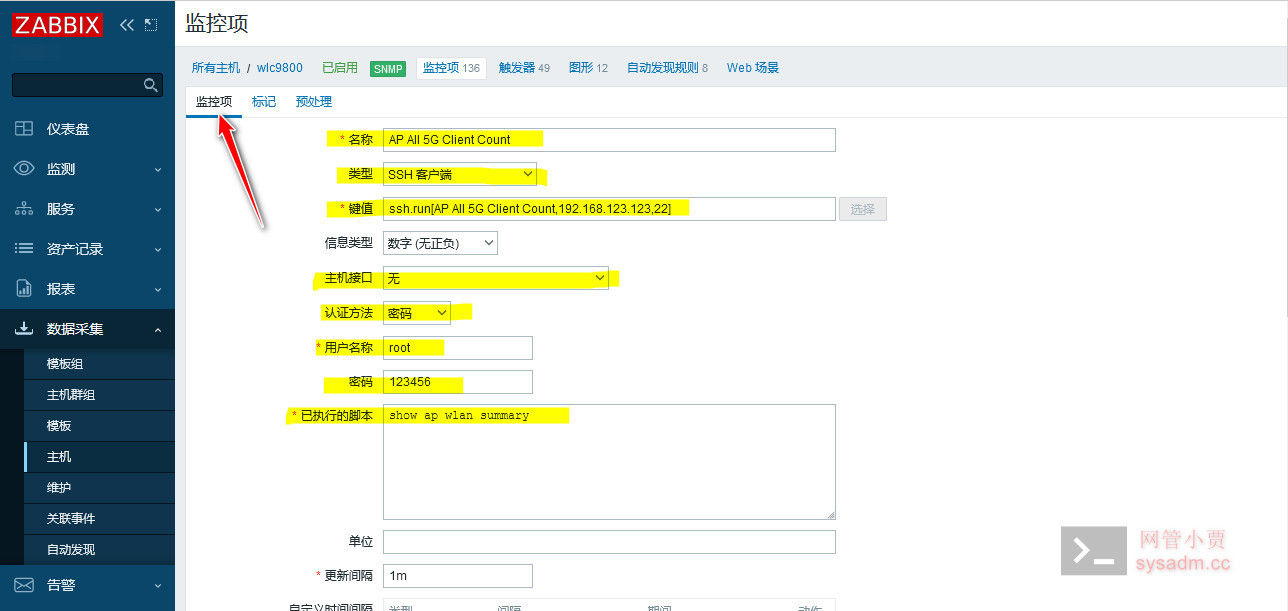 ZABBIX
监控项
所有主机 / wlc9800 已启用 SNMP 监控项 136 触发器 49 图形 12 自动发现规则 8 Web 场景
监控项 标记 预处理
仪表盘
监测
服务
资产记录
报表
数据采集
模板组
主机群组
模板
主机
维护
关联事件
自动发现
告警
* 名称 AP All 5G Client Count
类型 SSH 客户端
* 键值 ssh.run[AP All 5G Client Count,192.168.123.123,22] 选择
信息类型 数字 (无正负)
主机接口 无
认证方法 密码
* 用户名称 root
密码 123456
* 已执行的脚本 show ap wlan summary
单位
* 更新间隔 1m
自定义时间间隔 类型 间隔 期间 动作
网管小贾
sysadm.cc